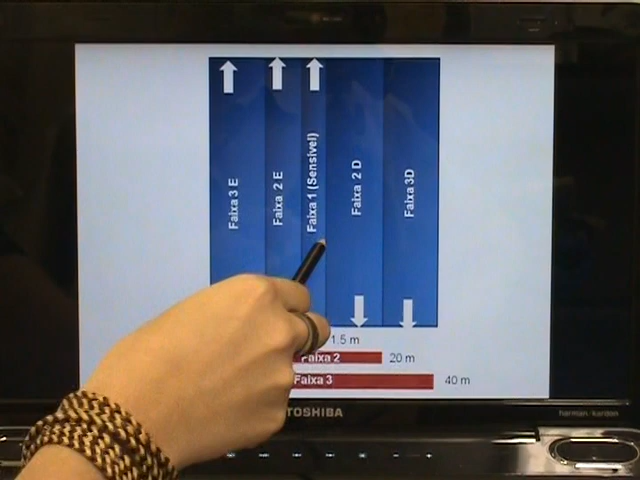 Faixa 3 E
Faixa 2 E
Faixa 1 (Sensivel)
Faixa 2 D
Faixa 3D
1.5 m
Faixa 2
20 m
Faixa 3
40 m
TOSHIBA
harman/kardon